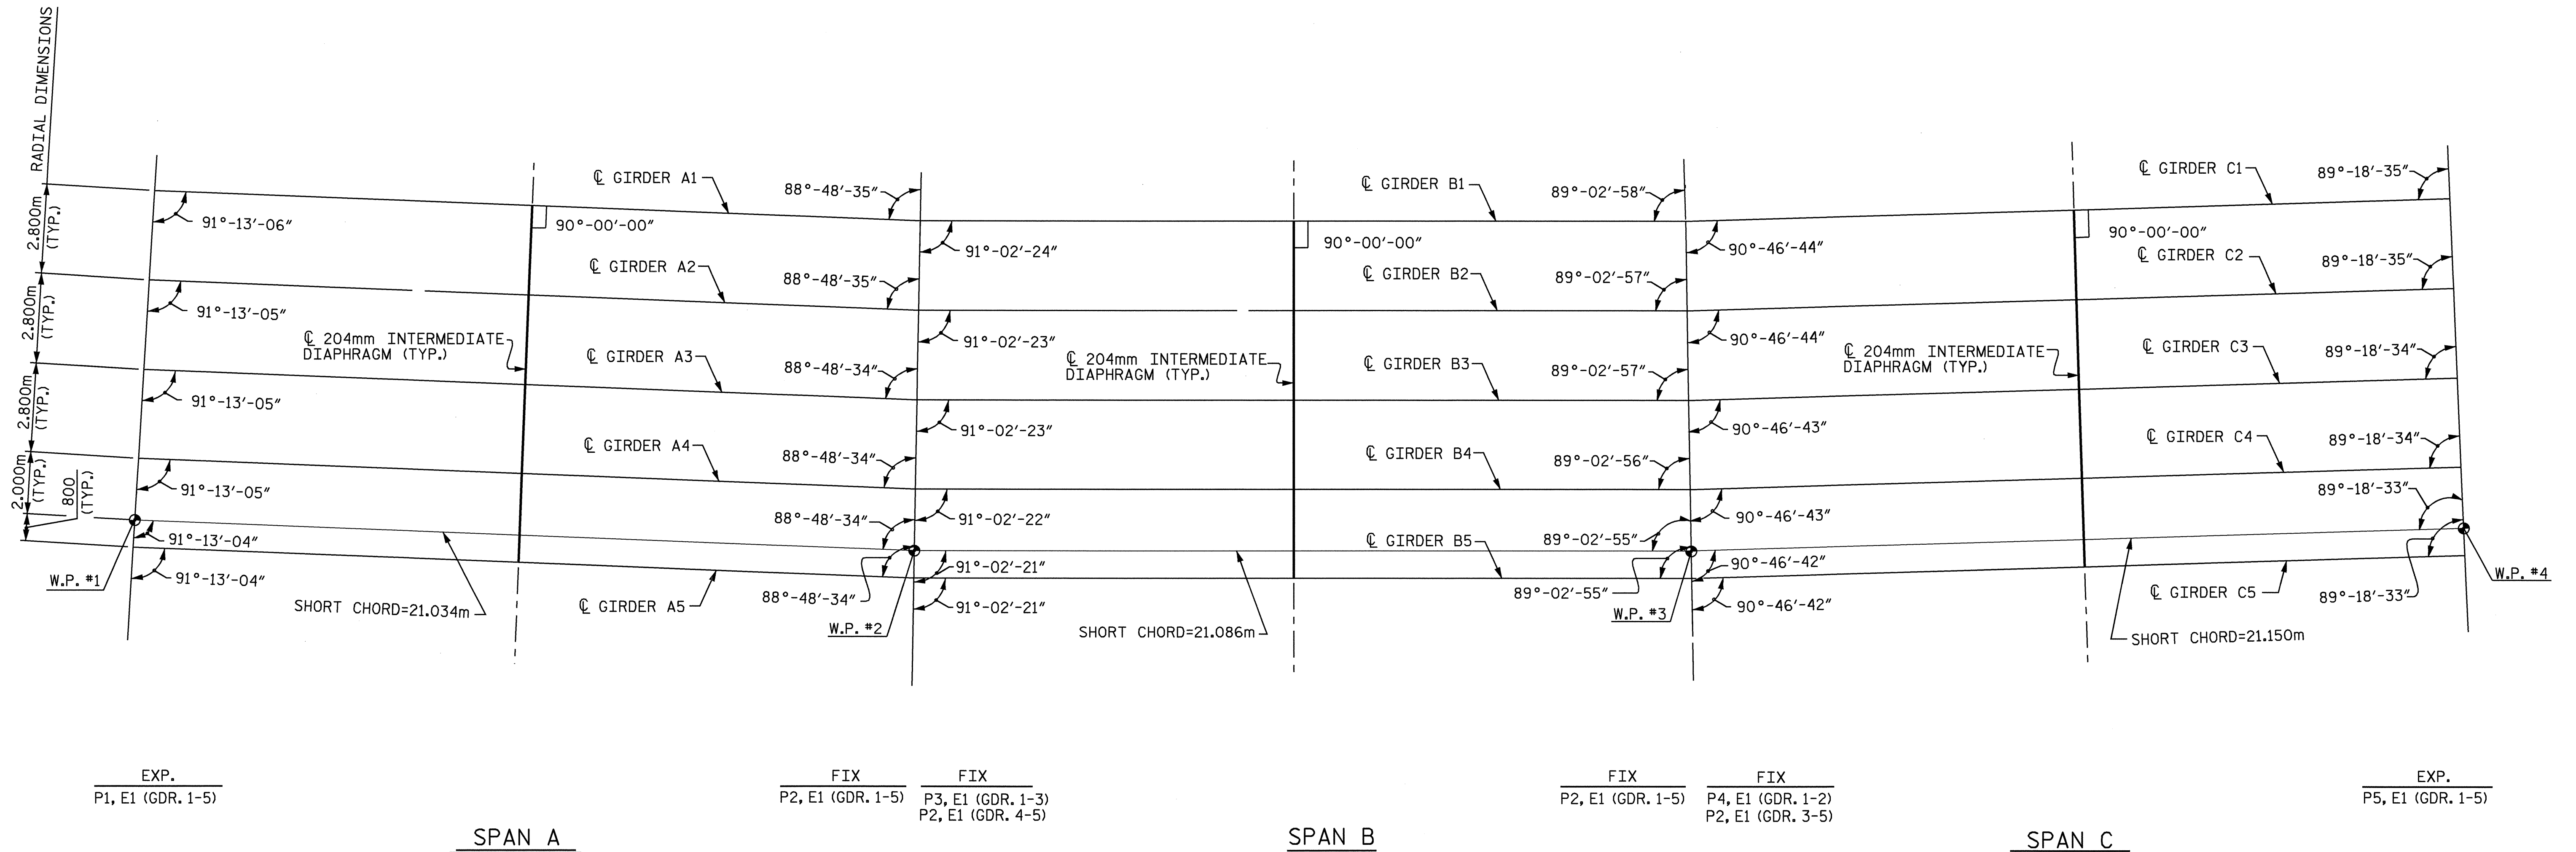 RADIAL DIMENSIONS
2.800m
(TYP.)
2.800m
(TYP.)
2.800m
(TYP.)
2.000m
(TYP.)
800
(TYP.)
℄ GIRDER A1
88°-48'-35"
91°-13'-06"
90°-00'-00"
℄ GIRDER A2
88°-48'-35"
91°-13'-05"
℄ 204mm INTERMEDIATE
DIAPHRAGM (TYP.)
℄ GIRDER A3
88°-48'-34"
91°-13'-05"
℄ GIRDER A4
88°-48'-34"
91°-13'-05"
88°-48'-34"
91°-13'-04"
91°-13'-04"
W.P. #1
SHORT CHORD=21.034m
℄ GIRDER A5
88°-48'-34"
W.P. #2
℄ GIRDER B1
89°-02'-58"
91°-02'-24"
90°-00'-00"
℄ GIRDER B2
89°-02'-57"
91°-02'-23"
℄ 204mm INTERMEDIATE
DIAPHRAGM (TYP.)
℄ GIRDER B3
89°-02'-57"
91°-02'-23"
℄ GIRDER B4
89°-02'-56"
91°-02'-22"
℄ GIRDER B5
89°-02'-55"
91°-02'-21"
91°-02'-21"
89°-02'-55"
W.P. #3
SHORT CHORD=21.086m
℄ GIRDER C1
89°-18'-35"
90°-46'-44"
90°-00'-00"
℄ GIRDER C2
89°-18'-35"
90°-46'-44"
℄ 204mm INTERMEDIATE
DIAPHRAGM (TYP.)
℄ GIRDER C3
89°-18'-34"
90°-46'-43"
℄ GIRDER C4
89°-18'-34"
90°-46'-43"
89°-18'-33"
90°-46'-42"
90°-46'-42"
℄ GIRDER C5
89°-18'-33"
W.P. #4
SHORT CHORD=21.150m
EXP.
P1, E1 (GDR. 1-5)
FIX
P2, E1 (GDR. 1-5)
FIX
P3, E1 (GDR. 1-3)
P2, E1 (GDR. 4-5)
FIX
P2, E1 (GDR. 1-5)
FIX
P4, E1 (GDR. 1-2)
P2, E1 (GDR. 3-5)
EXP.
P5, E1 (GDR. 1-5)
SPAN A
SPAN B
SPAN C